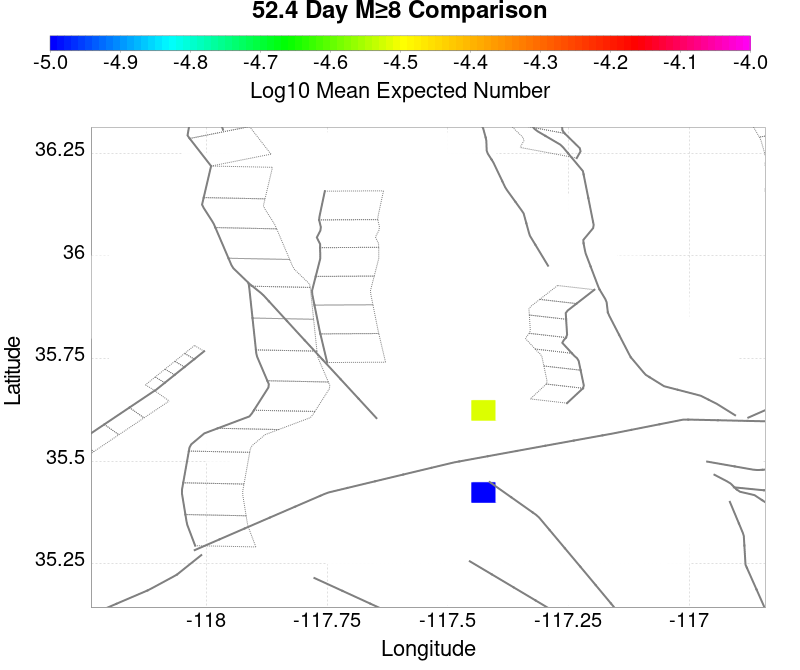 52.4 Day M≥8 Comparison
-5.0 -4.9 -4.8 -4.7 -4.6 -4.5 -4.4 -4.3 -4.2 -4.1 -4.0
Log10 Mean Expected Number
36.25
36
35.75
35.5
35.25
Latitude
-118 -117.75 -117.5 -117.25 -117
Longitude